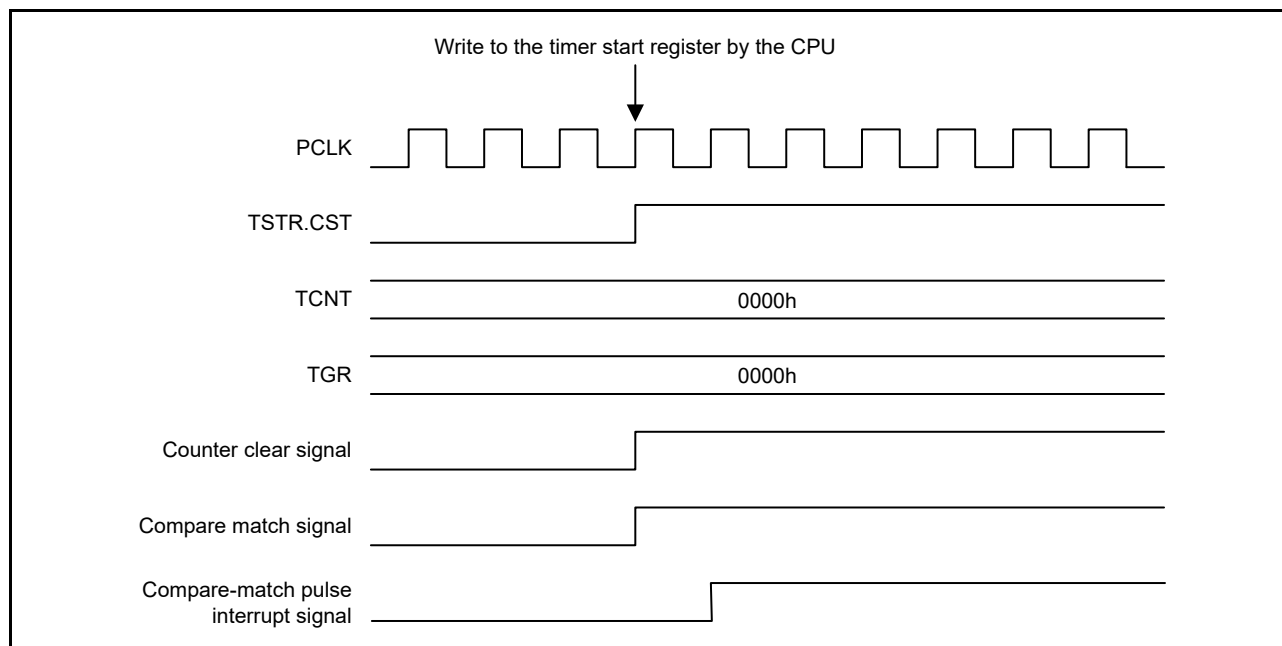 Write to the timer start register by the CPU
PCLK
TSTR.CST
TCNT
0000h
TGR
0000h
Counter clear signal
Compare match signal
Compare-match pulse
interrupt signal